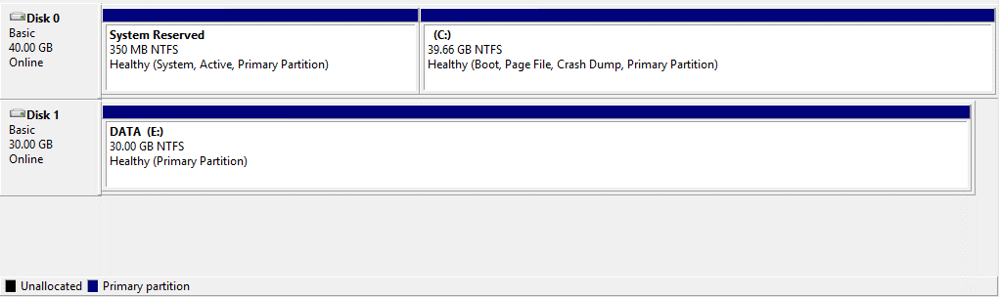 Disk 0
Basic
40.00 GB
Online
System Reserved
350 MB NTFS
Healthy (System, Active, Primary Partition)
(C:)
39.66 GB NTFS
Healthy (Boot, Page File, Crash Dump, Primary Partition)
Disk 1
Basic
30.00 GB
Online
DATA (E:)
30.00 GB NTFS
Healthy (Primary Partition)
Unallocated Primary partition